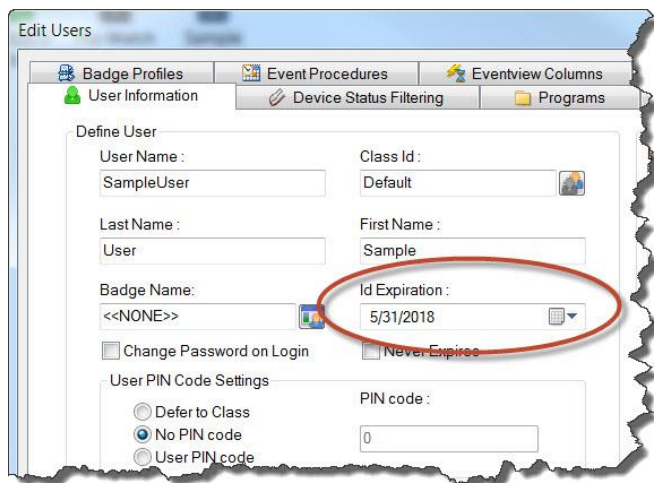 Edit Users
Badge Profiles Event Procedures Eventview Columns
User Information Device Status Filtering Programs
Define User
User Name : Class Id :
SampleUser Default
Last Name : First Name :
User Sample
Badge Name: Id Expiration :
<<NONE>> 5/31/2018
Change Password on Login Never Expires
User PIN Code Settings
PIN code :
Defer to Class
No PIN code 0
User PIN code